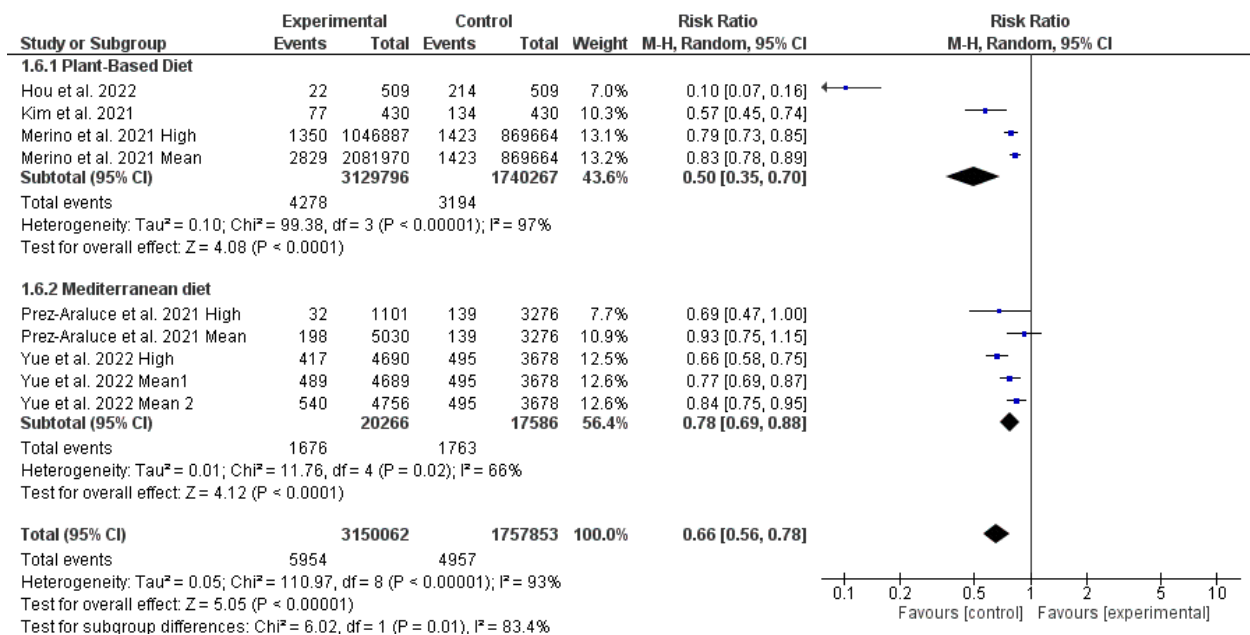 Experimental Control Risk Ratio Risk Ratio
Study or Subgroup Events Total Events Total Weight M-H, Random, 95% CI M-H, Random, 95% CI
1.6.1 Plant-Based Diet
Hou et al. 2022 22 509 214 509 7.0% 0.10 [0.07, 0.16]
Kim et al. 2021 77 430 134 430 10.3% 0.57 [0.45, 0.74]
Merino et al. 2021 High 1350 1046887 1423 869664 13.1% 0.79 [0.73, 0.85]
Merino et al. 2021 Mean 2829 2081970 1423 869664 13.2% 0.83 [0.78, 0.89]
Subtotal (95% CI) 3129796 1740267 43.6% 0.50 [0.35, 0.70]
Total events 4278 3194
Heterogeneity: Tau² = 0.10; Chi² = 99.38, df = 3 (P < 0.00001); I² = 97%
Test for overall effect: Z = 4.08 (P < 0.0001)
1.6.2 Mediterranean diet
Prez-Araluce et al. 2021 High 32 1101 139 3276 7.7% 0.69 [0.47, 1.00]
Prez-Araluce et al. 2021 Mean 198 5030 139 3276 10.9% 0.93 [0.75, 1.15]
Yue et al. 2022 High 417 4690 495 3678 12.5% 0.66 [0.58, 0.75]
Yue et al. 2022 Mean1 489 4689 495 3678 12.6% 0.77 [0.69, 0.87]
Yue et al. 2022 Mean 2 540 4756 495 3678 12.6% 0.84 [0.75, 0.95]
Subtotal (95% CI) 20266 17586 56.4% 0.78 [0.69, 0.88]
Total events 1676 1763
Heterogeneity: Tau² = 0.01; Chi² = 11.76, df = 4 (P = 0.02); I² = 66%
Test for overall effect: Z = 4.12 (P < 0.0001)
Total (95% CI) 3150062 1757853 100.0% 0.66 [0.56, 0.78]
Total events 5954 4957
Heterogeneity: Tau² = 0.05; Chi² = 110.97, df = 8 (P < 0.00001); I² = 93%
Test for overall effect: Z = 5.05 (P < 0.00001)
Test for subgroup differences: Chi² = 6.02, df = 1 (P = 0.01), I² = 83.4%
0.1 0.2 0.5 1 2 5 10
Favours [control] Favours [experimental]